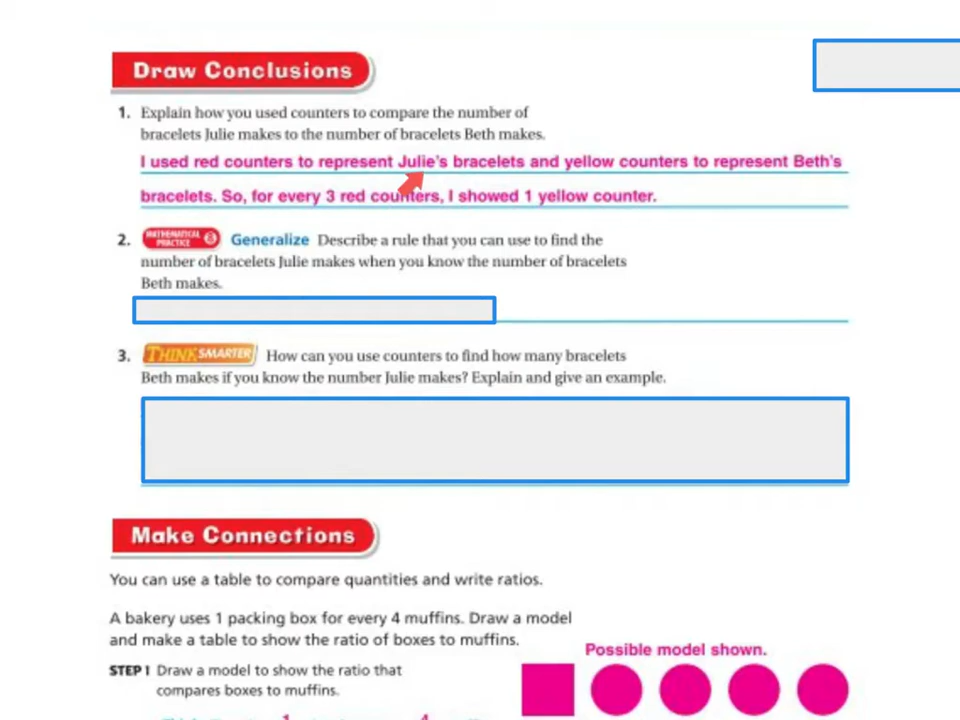 Draw Conclusions
1. Explain how you used counters to compare the number of
bracelets Julie makes to the number of bracelets Beth makes.
I used red counters to represent Julie's bracelets and yellow counters to represent Beth's
bracelets. So, for every 3 red counters, I showed 1 yellow counter.
2. MATHEMATICAL PRACTICE 8 Generalize Describe a rule that you can use to find the
number of bracelets Julie makes when you know the number of bracelets
Beth makes.
3. THINK SMARTER How can you use counters to find how many bracelets
Beth makes if you know the number Julie makes? Explain and give an example.
Make Connections
You can use a table to compare quantities and write ratios.
A bakery uses 1 packing box for every 4 muffins. Draw a model
and make a table to show the ratio of boxes to muffins.
Possible model shown.
STEP 1 Draw a model to show the ratio that
compares boxes to muffins.